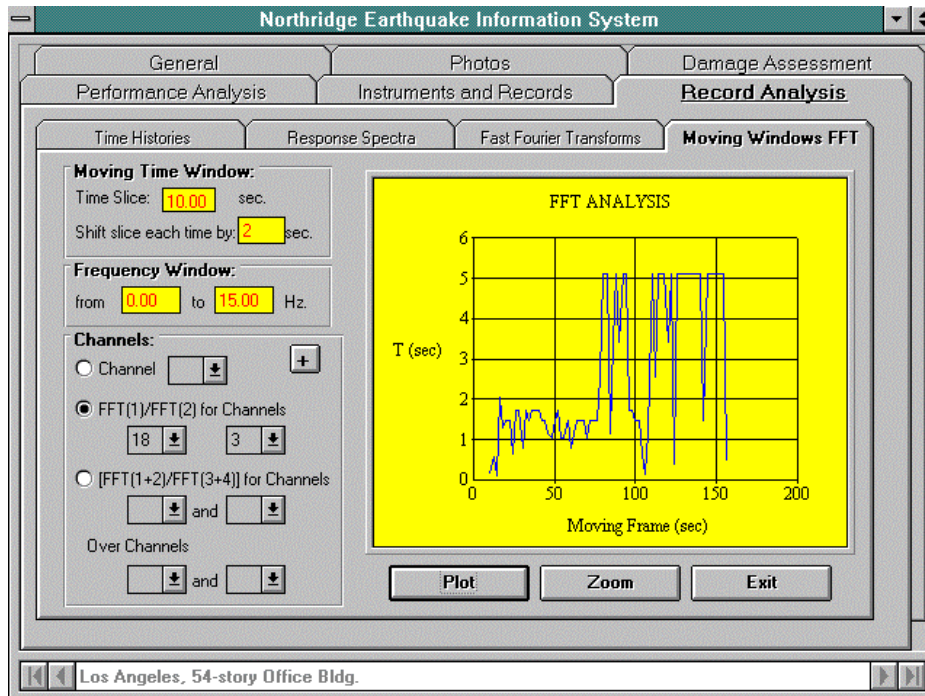 Northridge Earthquake Information System
General Photos Damage Assessment
Performance Analysis Instruments and Records Record Analysis
Time Histories Response Spectra Fast Fourier Transforms Moving Windows FFT
Moving Time Window:
Time Slice: 10.00 sec.
Shift slice each time by: 2 sec.
Frequency Window:
from 0.00 to 15.00 Hz.
Channels:
Channel +
FFT(1)/FFT(2) for Channels
18 3
[FFT(1+2)/FFT(3+4)] for Channels
and
Over Channels
and
FFT ANALYSIS
6
5
4
T (sec) 3
2
1
0
0 50 100 150 200
Moving Frame (sec)
Plot Zoom Exit
Los Angeles, 54-story Office Bldg.